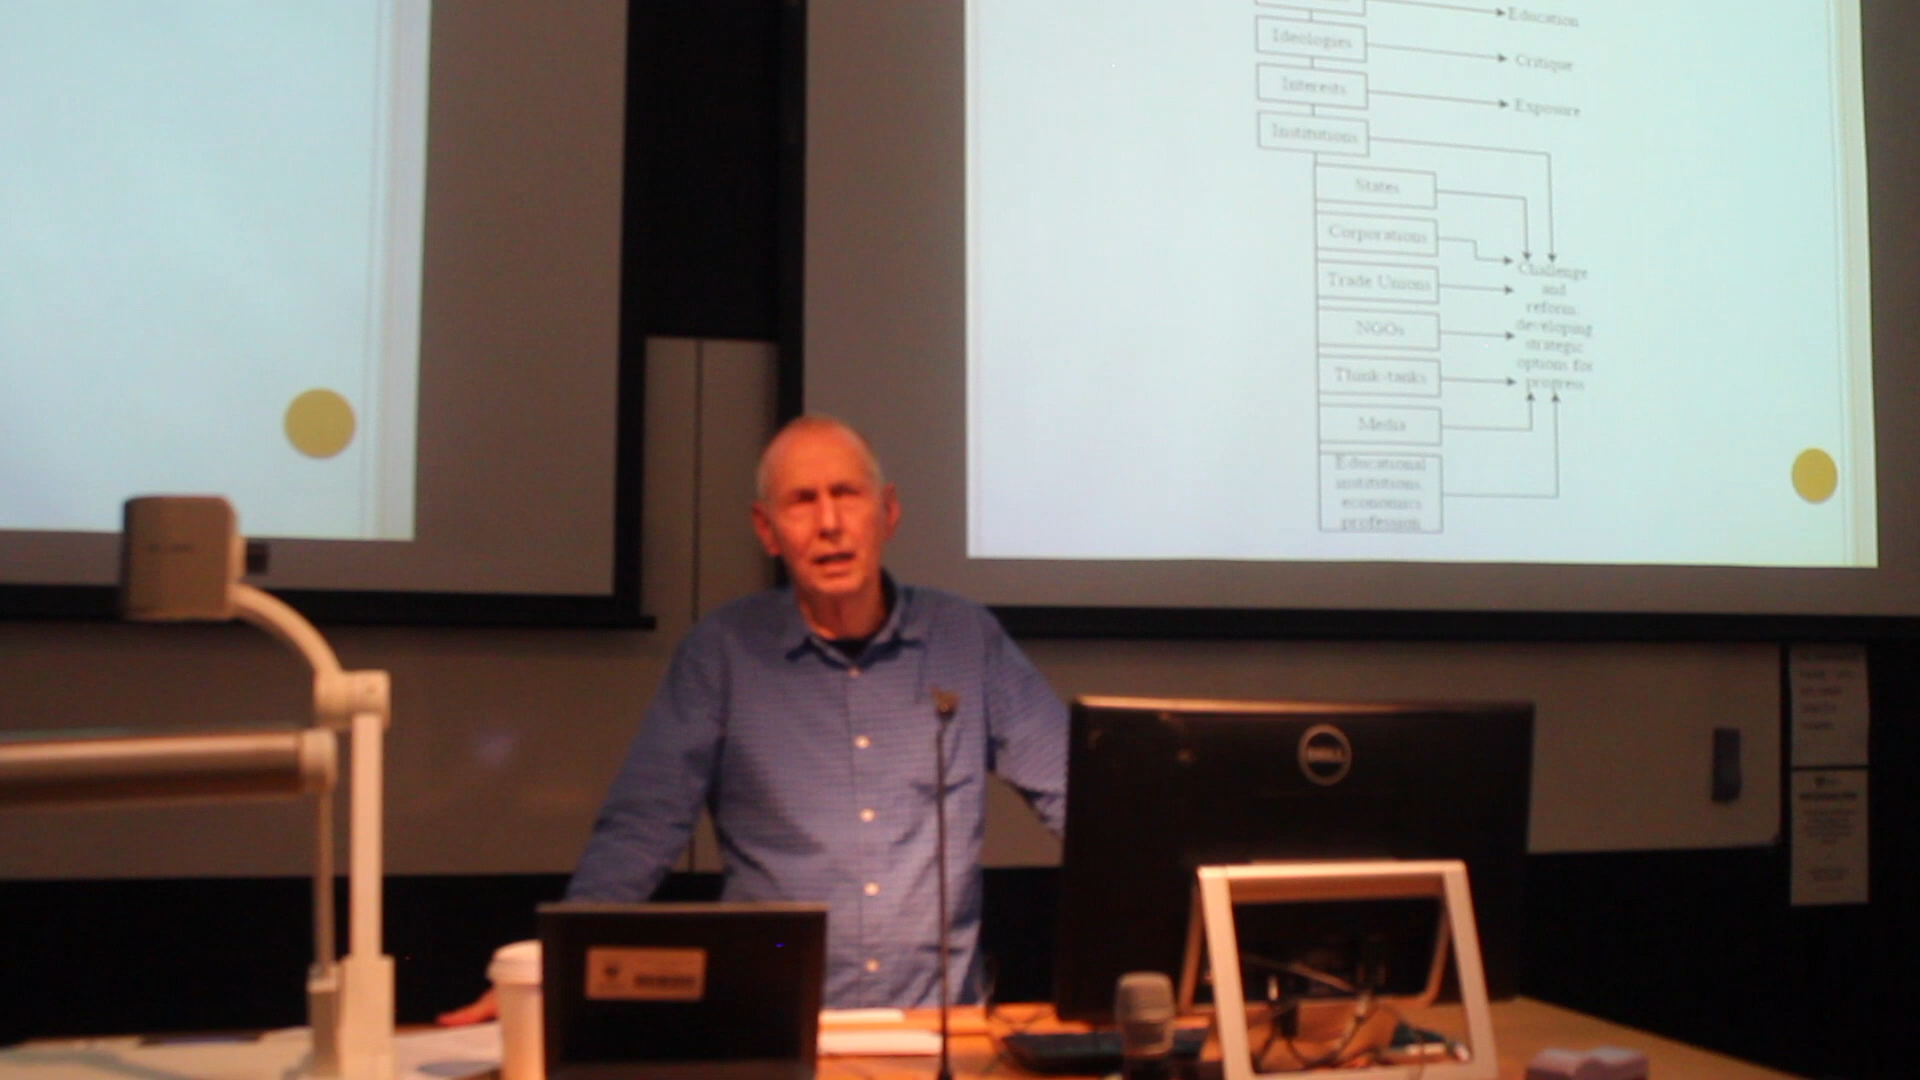 Education
Ideologies
Critique
Interests
Exposure
Institutions
States
Corporations
Challenge
and
reform,
developing
strategic
options for
progress
Trade Unions
NGOs
Think-tanks
Media
Educational
institutions,
economics
profession
DELL